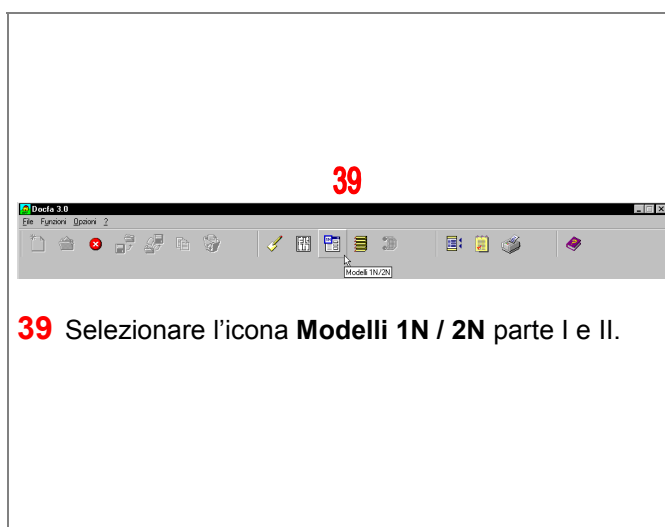 39
Docfa 3.0
File Funzioni Opzioni ?
Modelli 1N/2N
39 Selezionare l’icona Modelli 1N / 2N parte I e II.